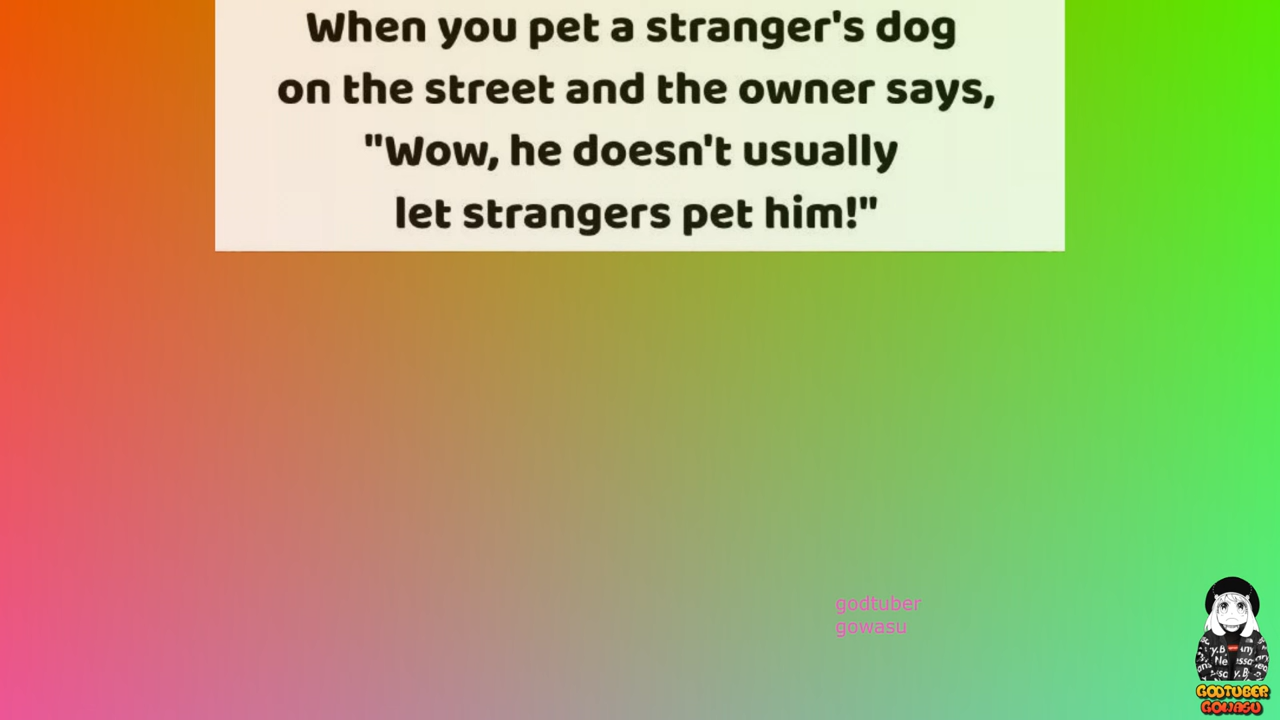 When you pet a stranger's dog
on the street and the owner says,
"Wow, he doesn't usually
let strangers pet him!"
godtuber
gowasu
GODTUBER
GOWASU